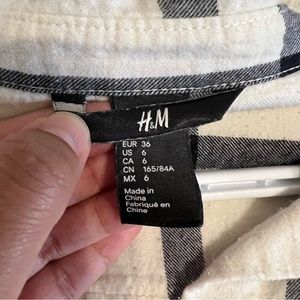 H&M
EUR 36
US 6
CA 6
CN 165/84A
MX 6
Made in
China
Fabriqué en
Chine